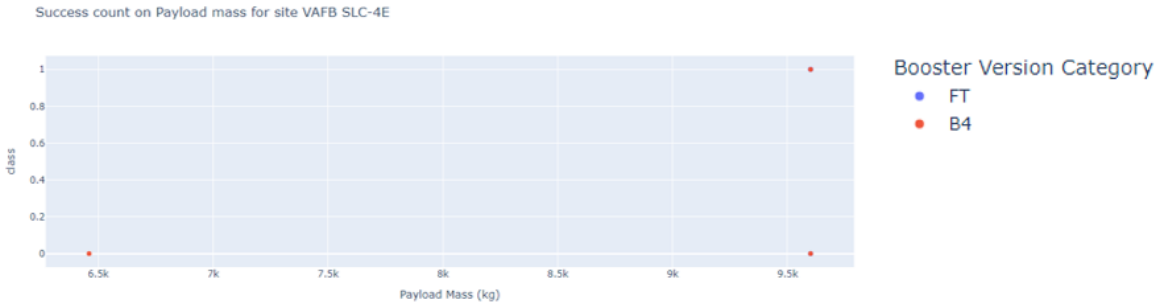 Success count on Payload mass for site VAFB SLC-4E
Booster Version Category
FT
B4
1
0.8
0.6
0.4
0.2
0
class
6.5k 7k 7.5k 8k 8.5k 9k 9.5k
Payload Mass (kg)